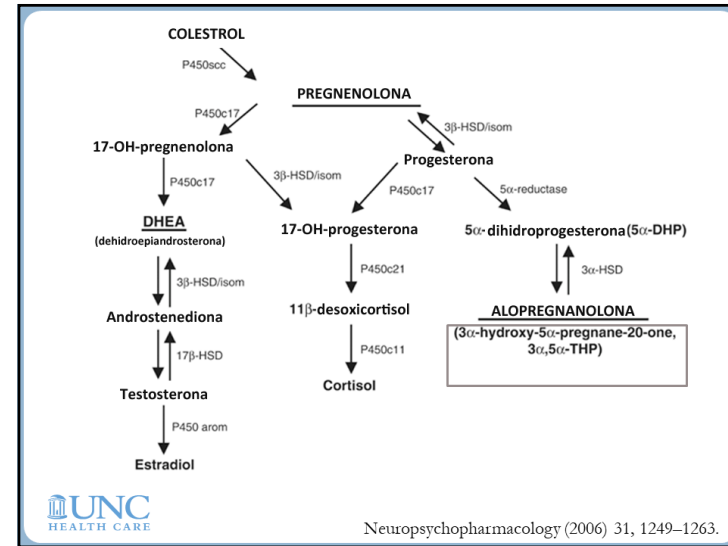 COLESTROL
P450scc
PREGNENOLONA
P450c17
3β-HSD/isom
17-OH-pregnenolona
Progesterona
P450c17
3β-HSD/isom
P450c17
5α-reductase
DHEA
(dehidroepiandrosterona)
17-OH-progesterona
5α-dihidroprogesterona(5α-DHP)
3β-HSD/isom
P450c21
3α-HSD
Androstenediona
11β-desoxicortisol
ALOPREGNANOLONA
(3α-hydroxy-5α-pregnane-20-one,
3α,5α-THP)
17β-HSD
P450c11
Testosterona
Cortisol
P450 arom
Estradiol
UNC
HEALTH CARE
Neuropsychopharmacology (2006) 31, 1249–1263.